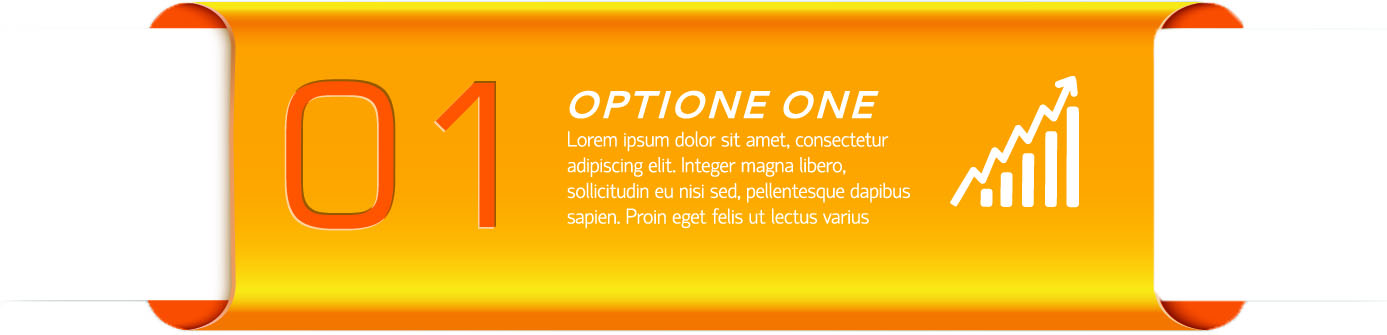 01
OPTIONE ONE
Lorem ipsum dolor sit amet, consectetur
adipiscing elit. Integer magna libero,
sollicitudin eu nisi sed, pellentesque dapibus
sapien. Proin eget felis ut lectus varius